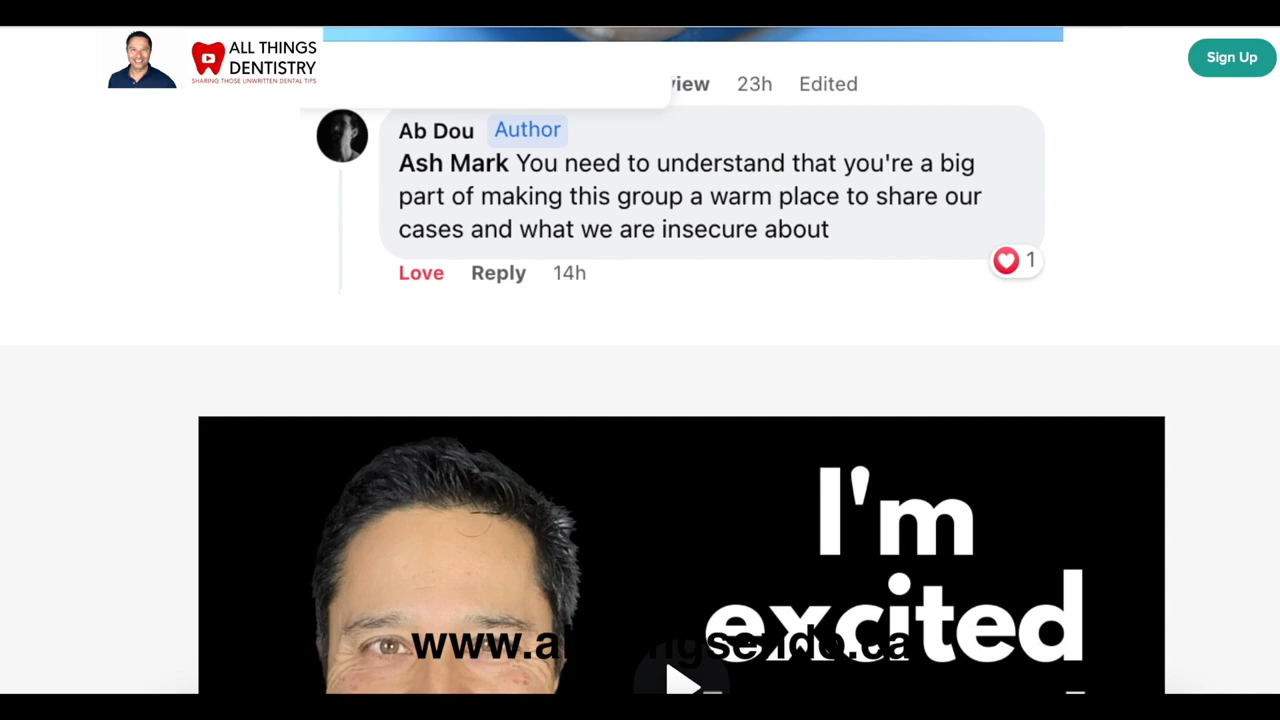 ALL THINGS
DENTISTRY
SHARING THOSE UNWRITTEN DENTAL TIPS
Sign Up
23h Edited
Ab Dou Author
Ash Mark You need to understand that you're a big
part of making this group a warm place to share our
cases and what we are insecure about
1
Love Reply 14h
I'm
excited